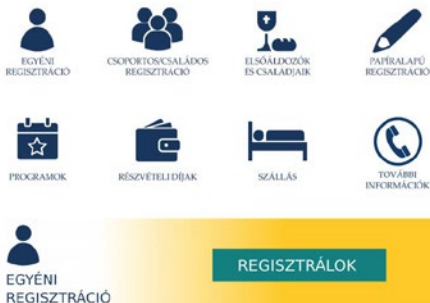 EGYÉNI
REGISZTRÁCIÓ
CSOPORTOS/CSALÁDOS
REGISZTRÁCIÓ
ELSŐÁLDOZÓK
ÉS CSALÁDJAIK
PAPÍRALAPÚ
REGISZTRÁCIÓ
PROGRAMOK
RÉSZVÉTELI DÍJAK
SZÁLLÁS
TOVÁBBI
INFORMÁCIÓK
EGYÉNI
REGISZTRÁCIÓ
REGISZTRÁLOK